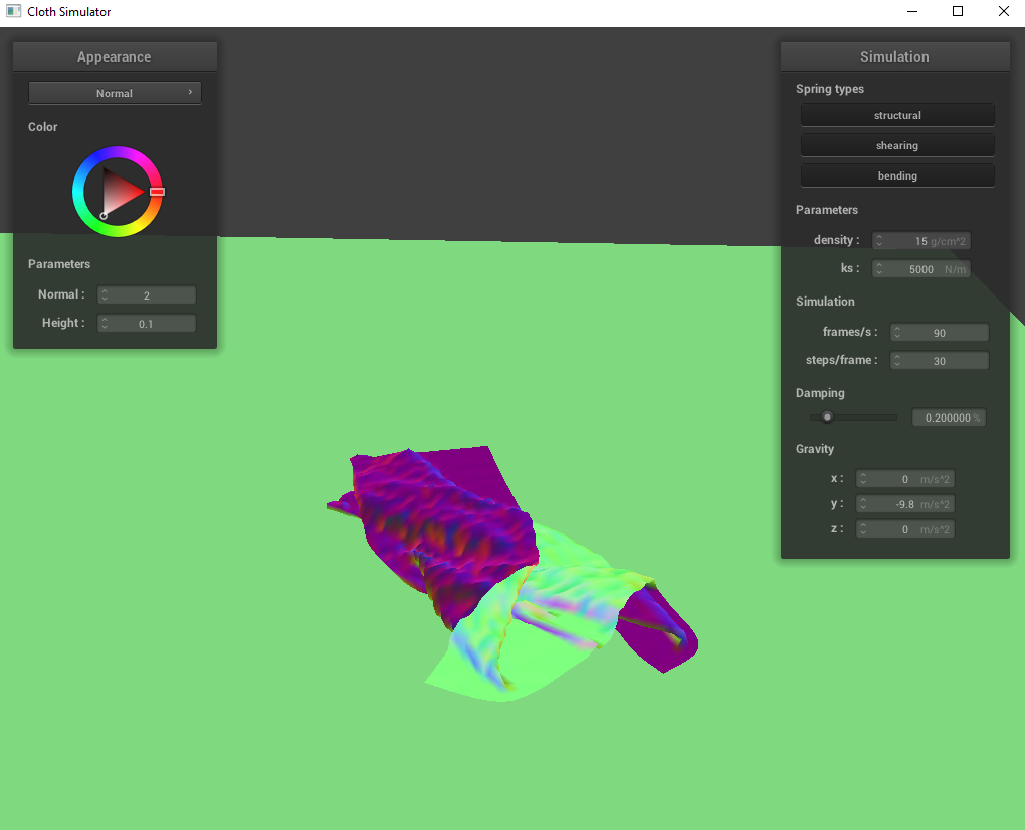 Cloth Simulator
Appearance
Normal
Color
Parameters
Normal : 2
Height : 0.1
Simulation
Spring types
structural
shearing
bending
Parameters
density : 15 g/cm^2
ks : 5000 N/m
Simulation
frames/s : 90
steps/frame : 30
Damping
0.200000 %
Gravity
x : 0 m/s^2
y : -9.8 m/s^2
z : 0 m/s^2